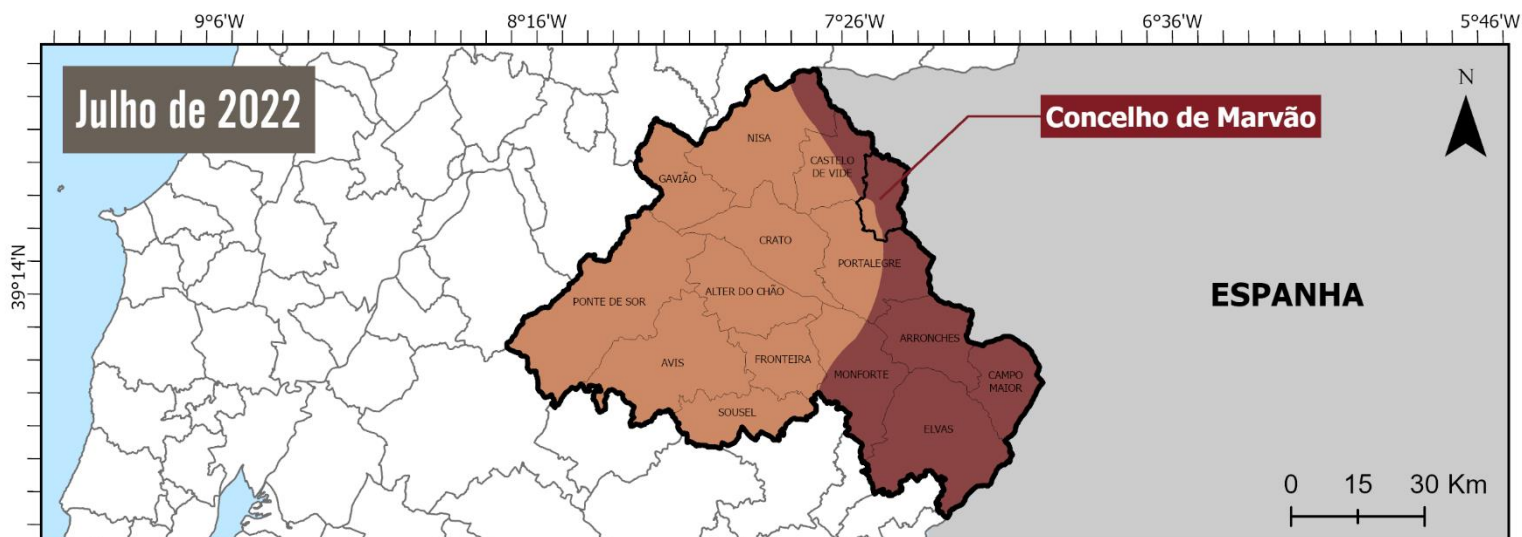 9°6'W 8°16'W 7°26'W 6°36'W 5°46'W
Julho de 2022
Concelho de Marvão
N
NISA
CASTELO
DE VIDE
GAVIÃO
CRATO
PORTALEGRE
39°14'N
ESPANHA
ALTER DO CHÃO
PONTE DE SOR
ARRONCHES
AVIS
FRONTEIRA
MONFORTE
CAMPO
MAIOR
SOUSEL
ELVAS
0 15 30 Km